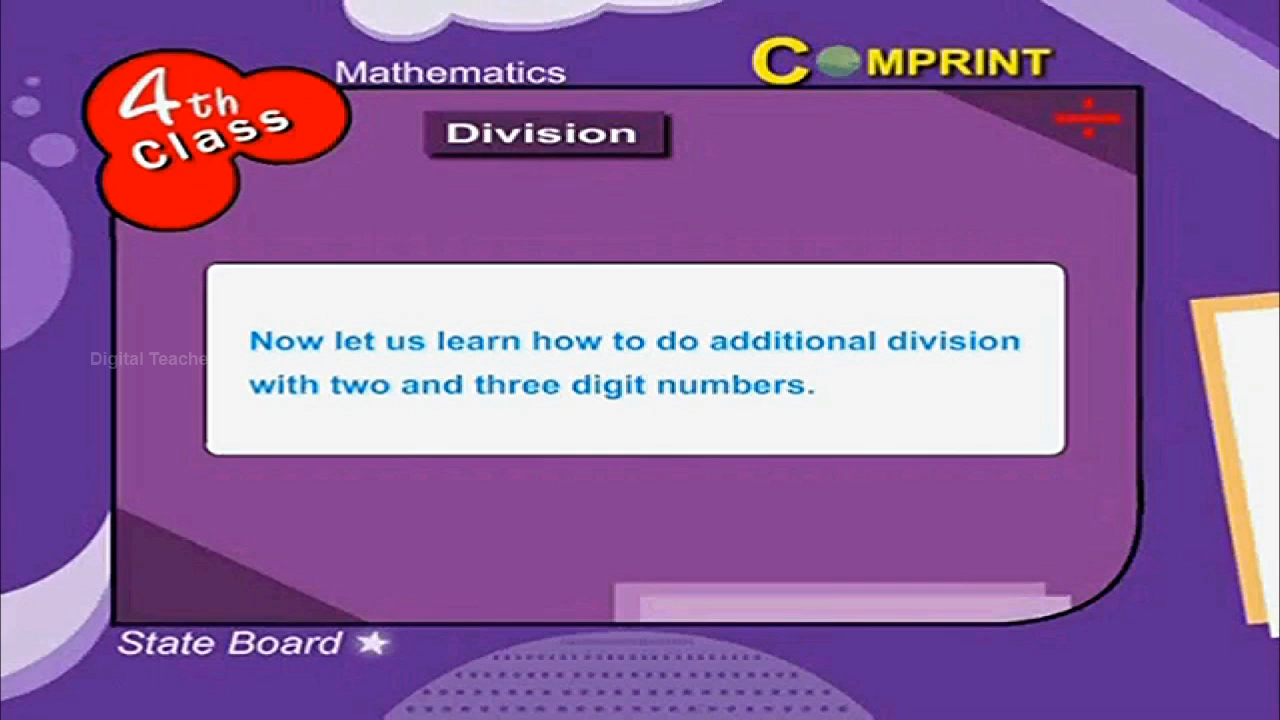 Mathematics
COMPRINT
4th
Class
Division
Now let us learn how to do additional division
with two and three digit numbers.
Digital Teache
State Board